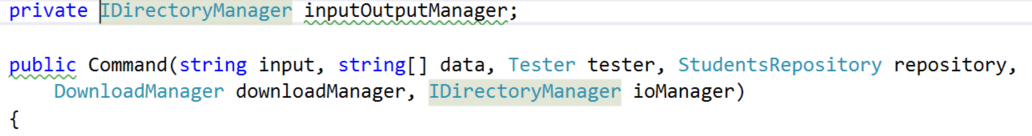 private IDirectoryManager inputOutputManager;
public Command(string input, string[] data, Tester tester, StudentsRepository repository,
DownloadManager downloadManager, IDirectoryManager ioManager)
{